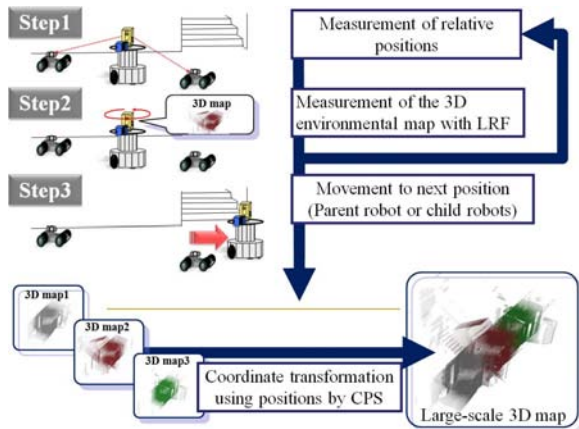 Step1
Measurement of relative
positions
Step2
3D map
Measurement of the 3D
environmental map with LRF
Step3
Movement to next position
(Parent robot or child robots)
3D map1
3D map2
3D map3
Coordinate transformation
using positions by CPS
Large-scale 3D map